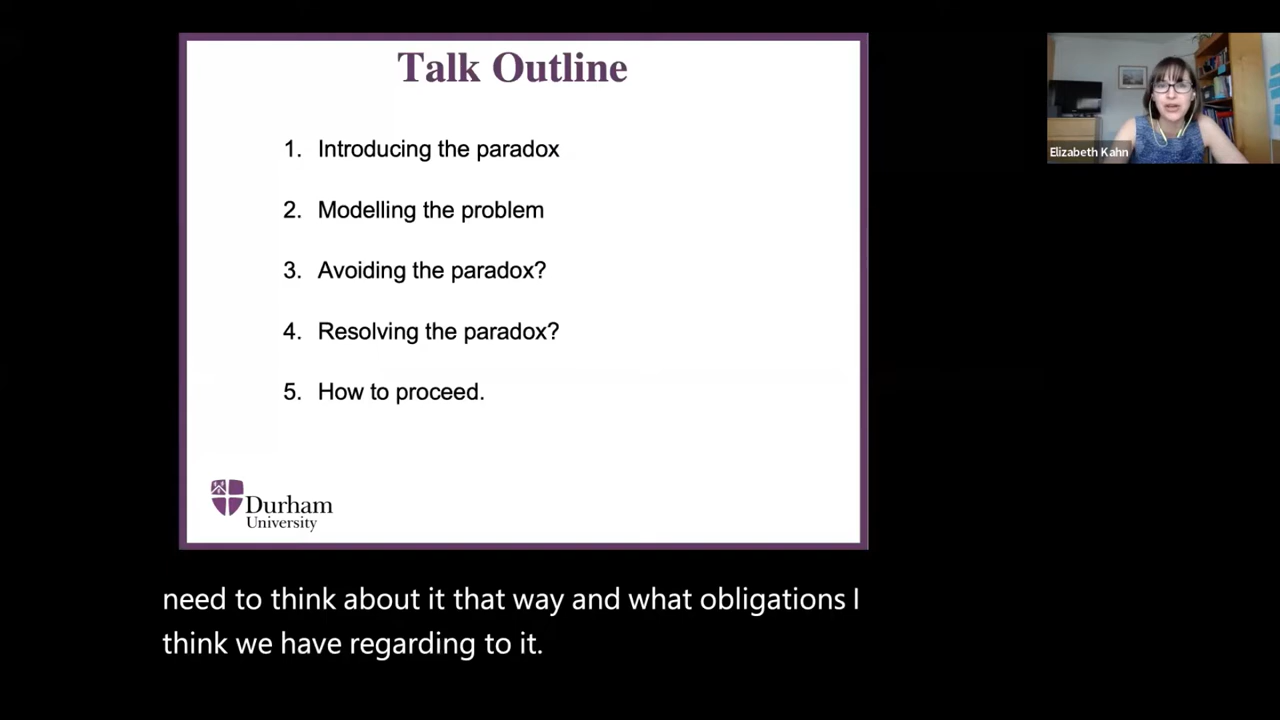 Talk Outline
1. Introducing the paradox
2. Modelling the problem
3. Avoiding the paradox?
4. Resolving the paradox?
5. How to proceed.
Durham
University
Elizabeth Kahn
need to think about it that way and what obligations I
think we have regarding to it.